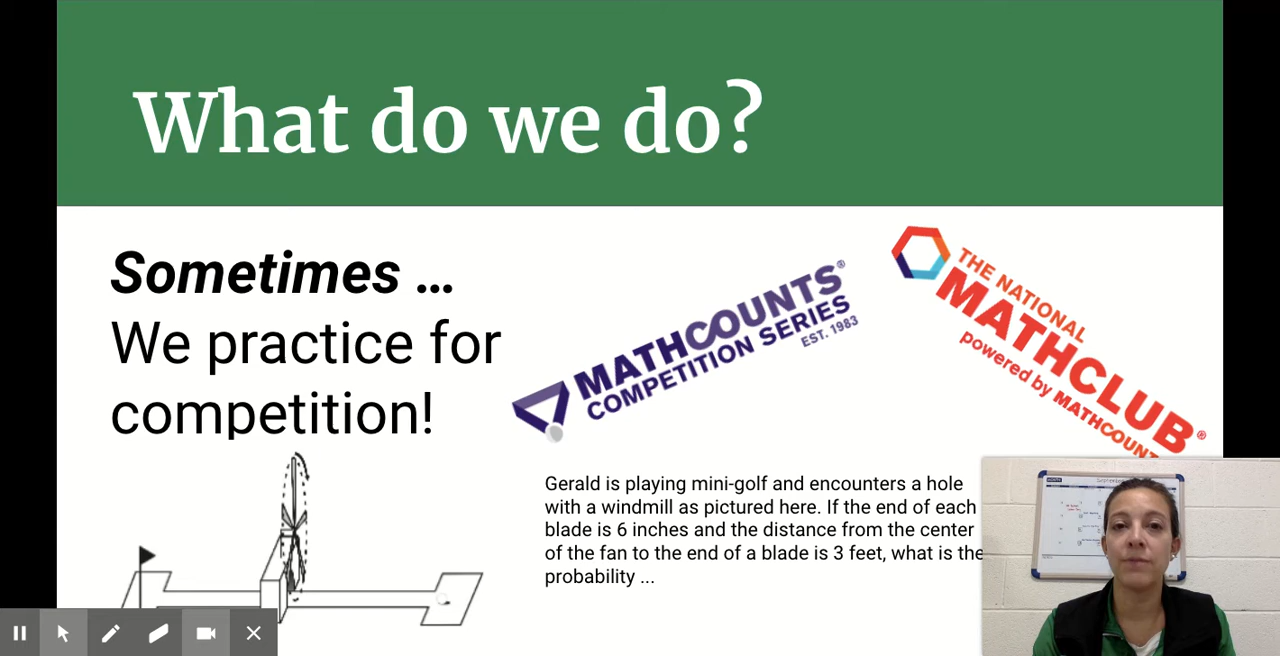 What do we do?
Sometimes ...
We practice for
competition!
MATHCOUNTS®
COMPETITION SERIES
EST. 1983
THE NATIONAL
MATHCLUB®
powered by MATHCOUNT
Gerald is playing mini-golf and encounters a hole
with a windmill as pictured here. If the end of each
blade is 6 inches and the distance from the center
of the fan to the end of a blade is 3 feet, what is the
probability ...